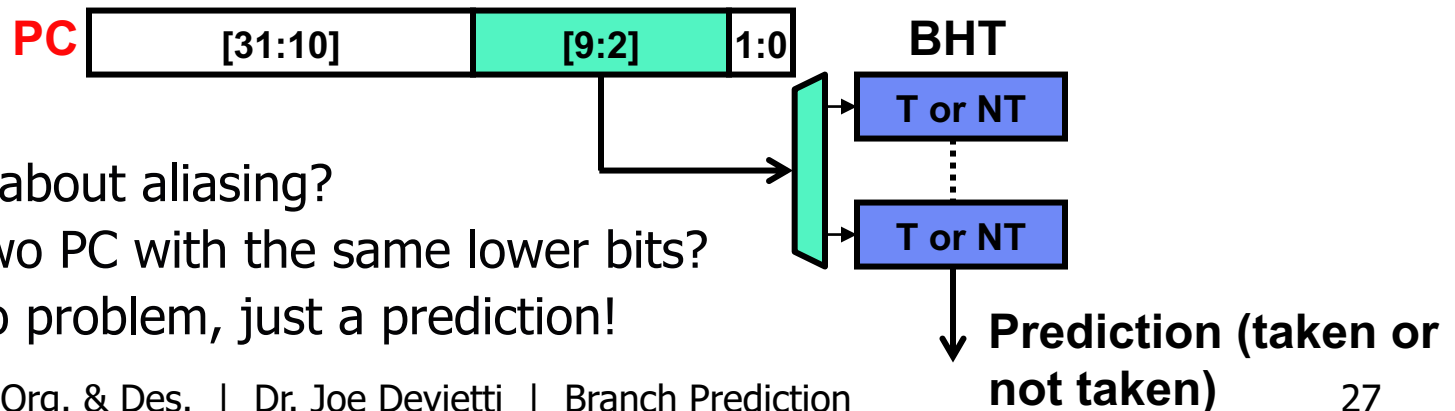 PC [31:10] [9:2] 1:0 BHT
T or NT
about aliasing?
T or NT
wo PC with the same lower bits?
problem, just a prediction!
Prediction (taken or
not taken)
Org. & Des. | Dr. Joe Devietti | Branch Prediction 27